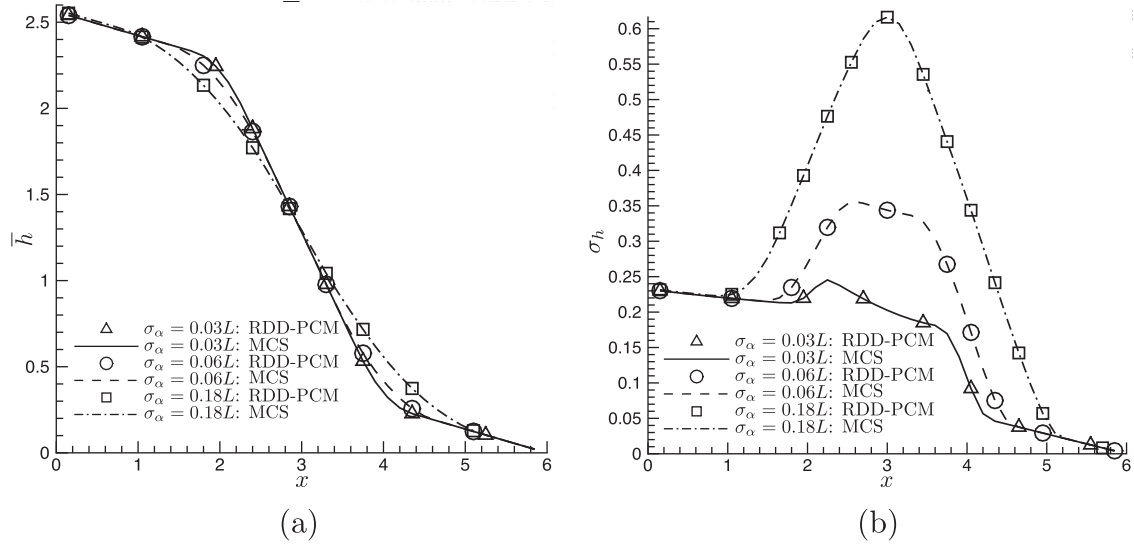 2.5
2
1.5
1
0.5
0
h̅
0 1 2 3 4 5 6
x
σα = 0.03L: RDD-PCM
σα = 0.03L: MCS
σα = 0.06L: RDD-PCM
σα = 0.06L: MCS
σα = 0.18L: RDD-PCM
σα = 0.18L: MCS
(a)
0.6
0.55
0.5
0.45
0.4
0.35
0.3
0.25
0.2
0.15
0.1
0.05
0
σh
0 1 2 3 4 5 6
x
σα = 0.03L: RDD-PCM
σα = 0.03L: MCS
σα = 0.06L: RDD-PCM
σα = 0.06L: MCS
σα = 0.18L: RDD-PCM
σα = 0.18L: MCS
(b)